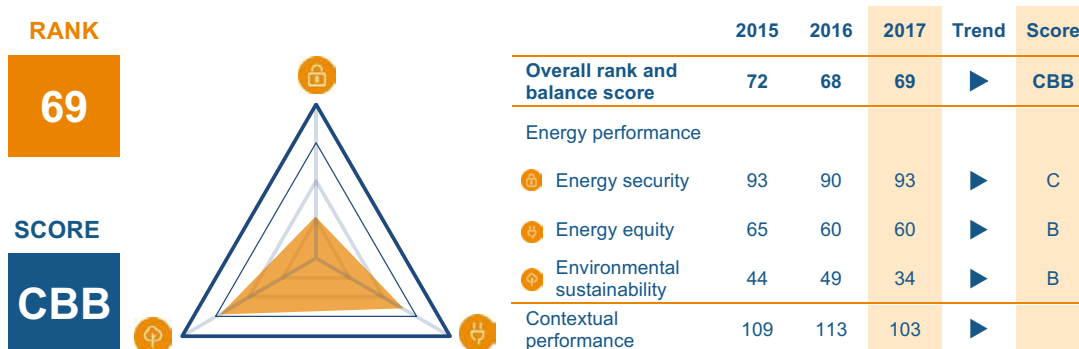 RANK
69
SCORE
CBB
2015 2016 2017 Trend Score
Overall rank and
balance score 72 68 69 CBB
Energy performance
Energy security 93 90 93 C
Energy equity 65 60 60 B
Environmental
sustainability 44 49 34 B
Contextual
performance 109 113 103